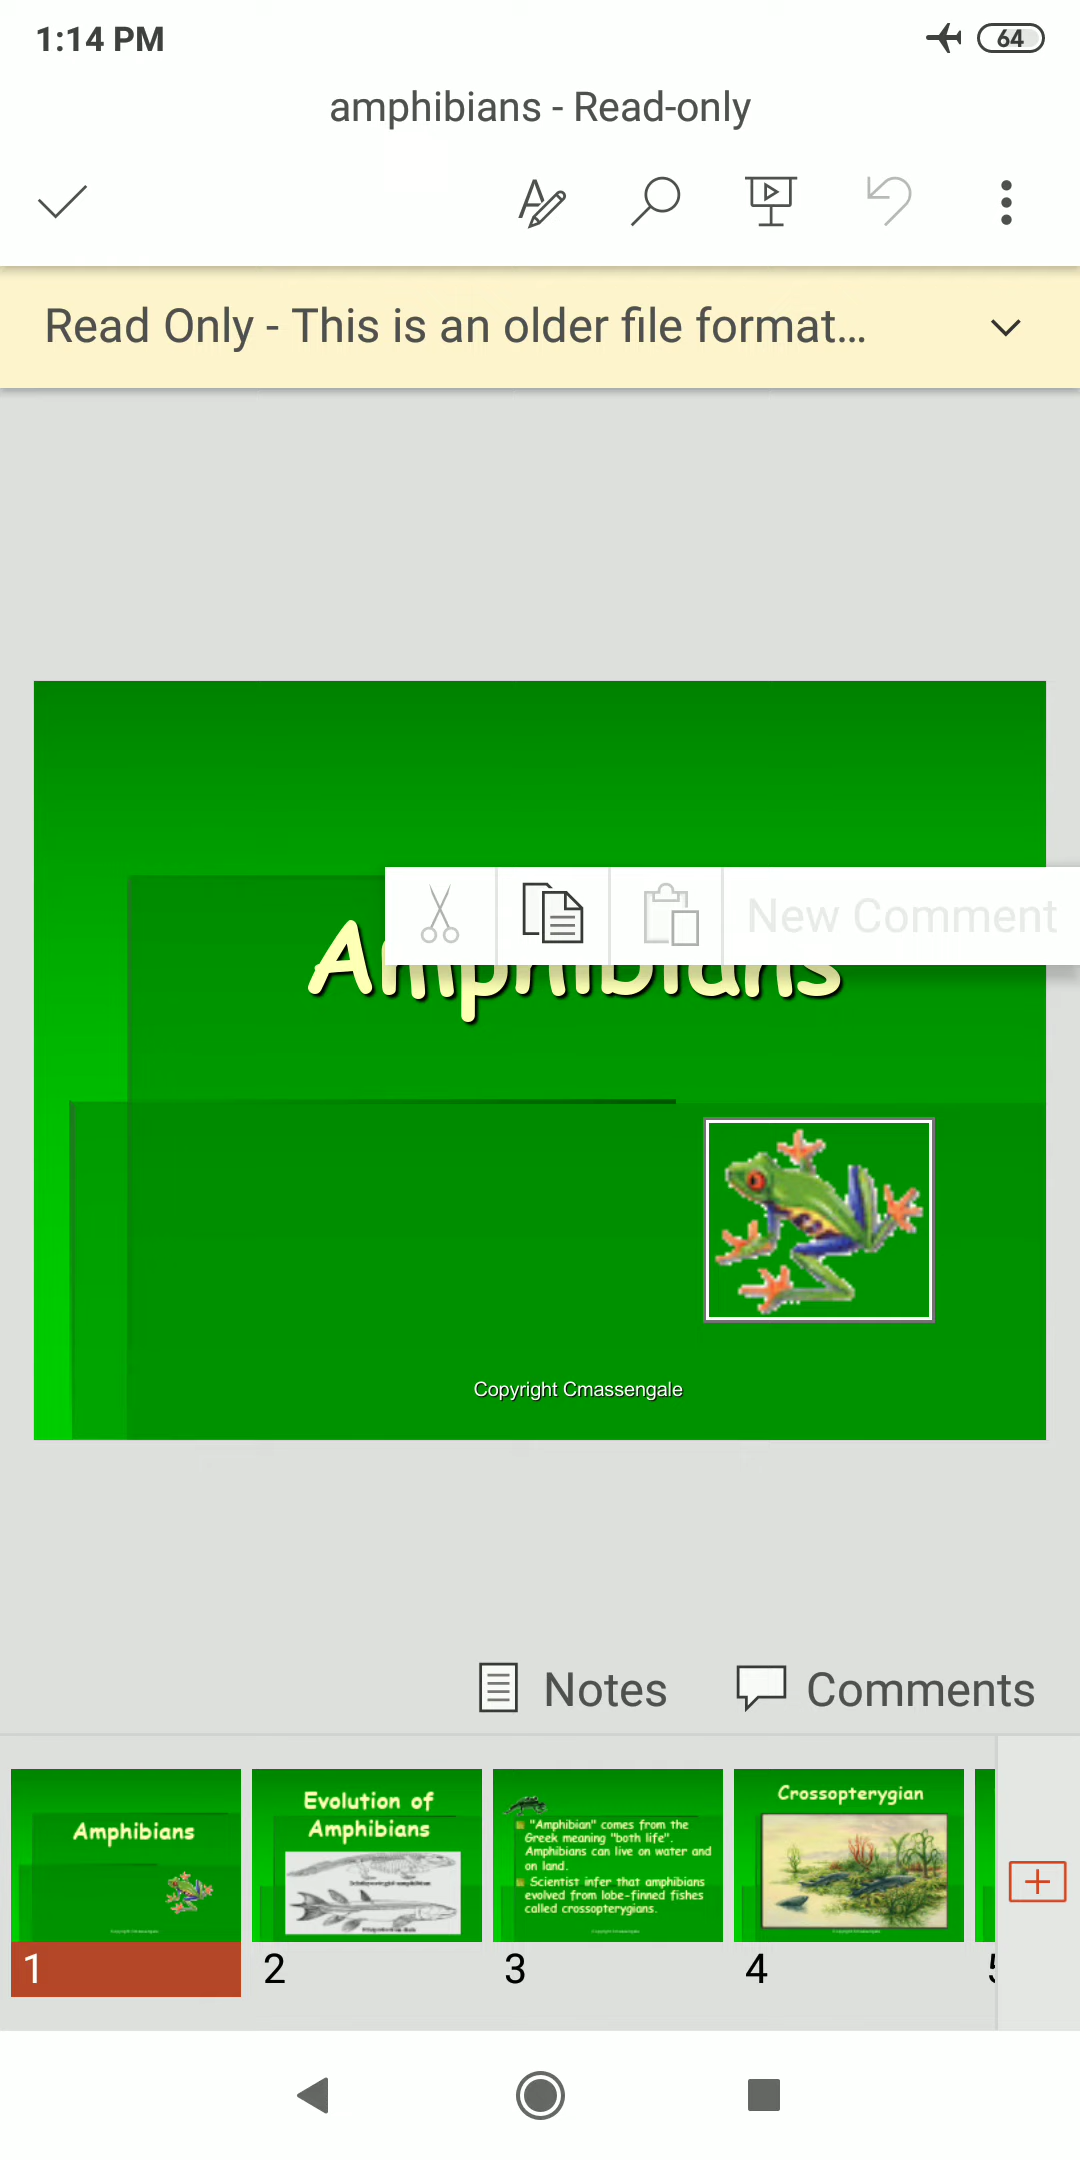 1:14 PM
64
amphibians - Read-only
Read Only - This is an older file format...
New Comment
Amphibians
Copyright Cmassengale
Notes
Comments
Amphibians
Evolution of
Amphibians
"Amphibian" comes from the
Greek meaning "both life".
Amphibians can live on water and
on land.
Scientist infer that amphibians
evolved from lobe-finned fishes
called crossopterygians.
Crossopterygian
1
2
3
4